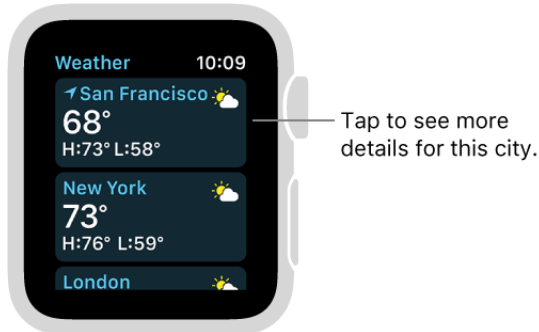 Weather 10:09
San Francisco
68°
H:73° L:58°
Tap to see more
details for this city.
New York
73°
H:76° L:59°
London